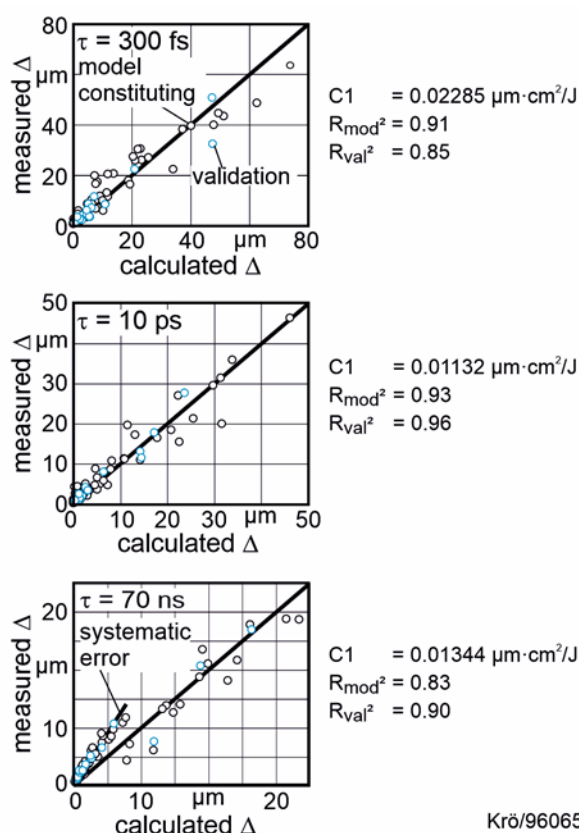 80
τ = 300 fs
µm
model
constituting
measured Δ
40
validation
20
0
0
20
40
µm
80
calculated Δ
C1 = 0.02285 µm·cm²/J
Rmod² = 0.91
Rval² = 0.85
50
τ = 10 ps
µm
measured Δ
30
20
10
0
0
10
20
30
µm
50
calculated Δ
C1 = 0.01132 µm·cm²/J
Rmod² = 0.93
Rval² = 0.96
τ = 70 ns
20
systematic
error
µm
measured Δ
10
0
0
10
µm
20
calculated Δ
C1 = 0.01344 µm·cm²/J
Rmod² = 0.83
Rval² = 0.90
Krö/96065